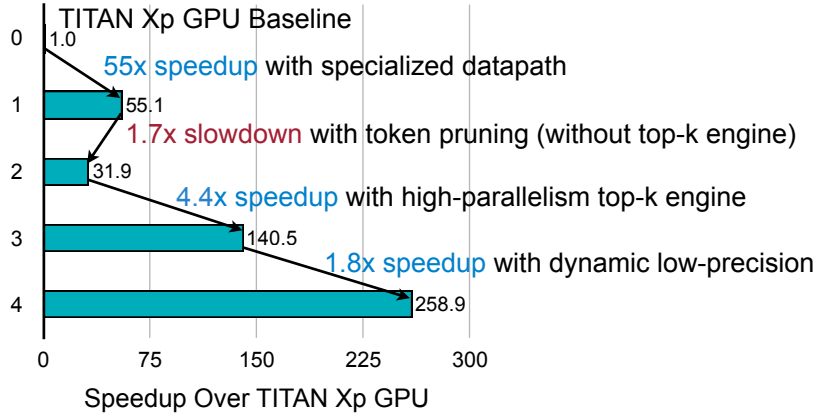 TITAN Xp GPU Baseline
0
1.0
55x speedup with specialized datapath
1
55.1
1.7x slowdown with token pruning (without top-k engine)
2
31.9
4.4x speedup with high-parallelism top-k engine
3
140.5
1.8x speedup with dynamic low-precision
4
258.9
0 75 150 225 300
Speedup Over TITAN Xp GPU